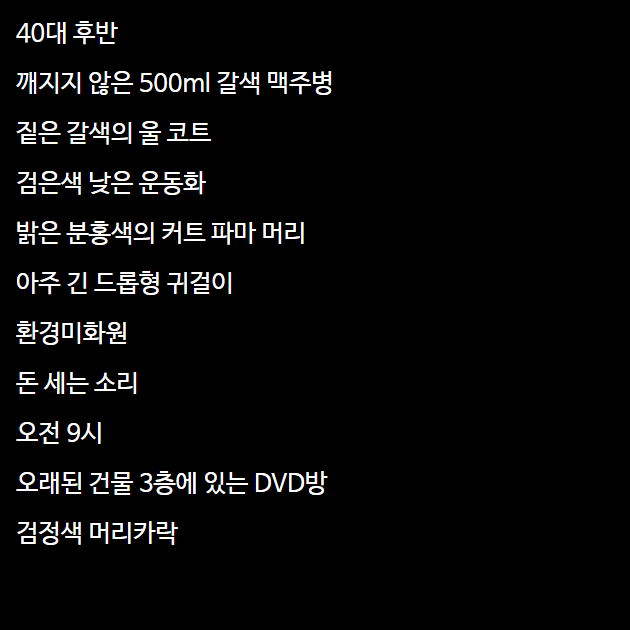 40대 후반
깨지지 않은 500ml 갈색 맥주병
짙은 갈색의 울 코트
검은색 낮은 운동화
밝은 분홍색의 커트 파마 머리
아주 긴 드롭형 귀걸이
환경미화원
돈 세는 소리
오전 9시
오래된 건물 3층에 있는 DVD방
검정색 머리카락